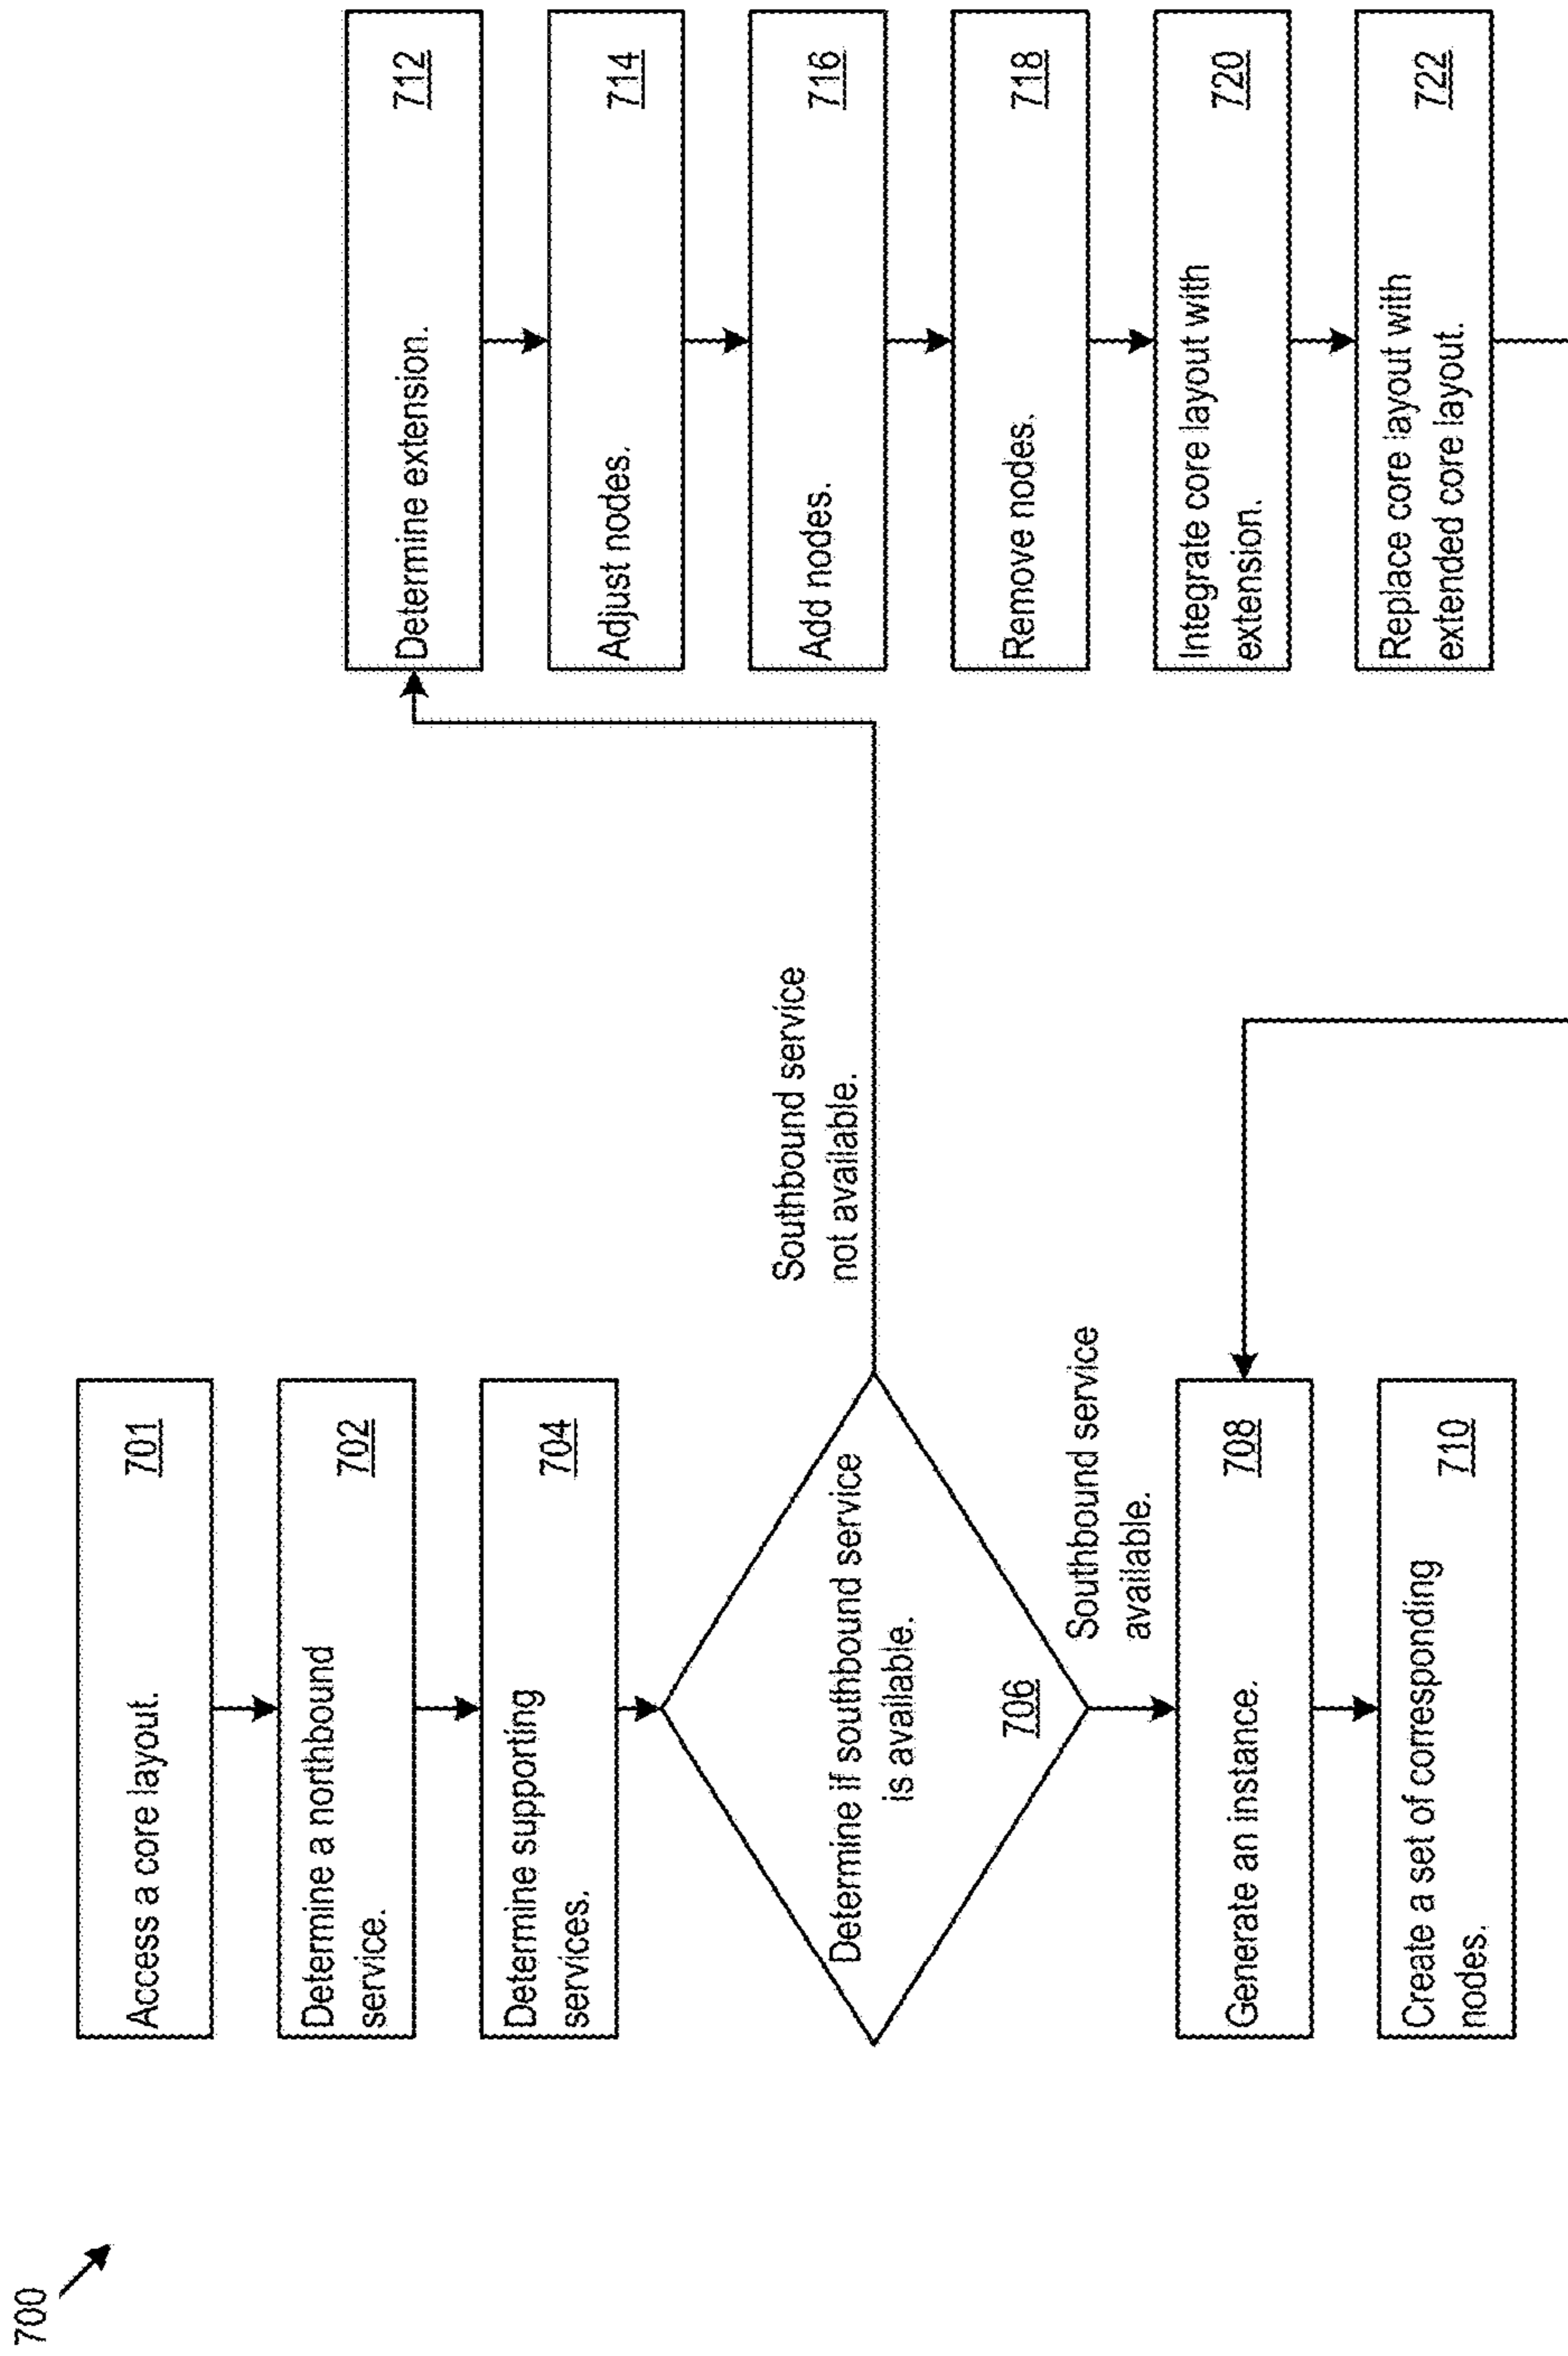 700
Access a core layout.
701
Determine a northbound
service.
702
Determine supporting
services.
704
Determine if southbound service
is available.
706
Southbound service
not available.
Southbound service
available.
Generate an instance.
708
Create a set of corresponding
nodes.
710
Determine extension.
712
Adjust nodes.
714
Add nodes.
716
Remove nodes.
718
Integrate core layout with
extension.
720
Replace core layout with
extended core layout.
722